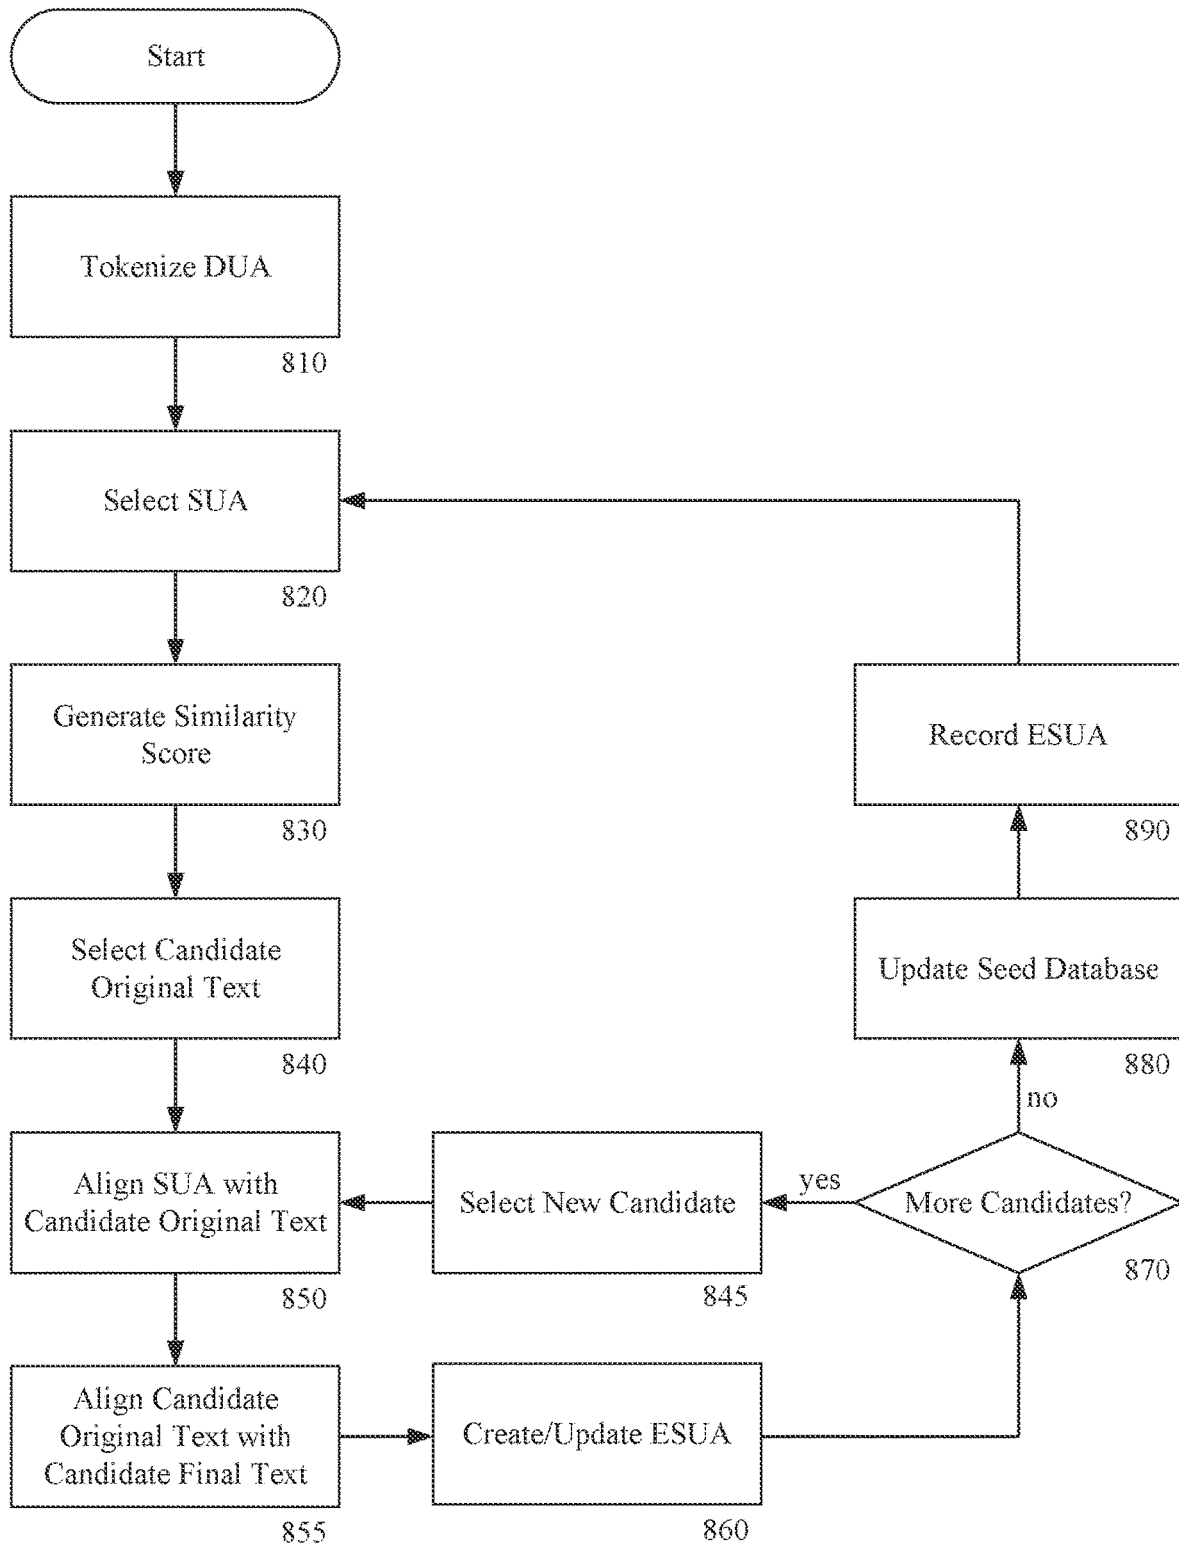 Start
Tokenize DUA
810
Select SUA
820
Generate Similarity
Score
830
Record ESUA
890
Select Candidate
Original Text
840
Update Seed Database
880
no
Align SUA with
Candidate Original Text
850
Select New Candidate
845
yes
More Candidates?
870
Align Candidate
Original Text with
Candidate Final Text
855
Create/Update ESUA
860